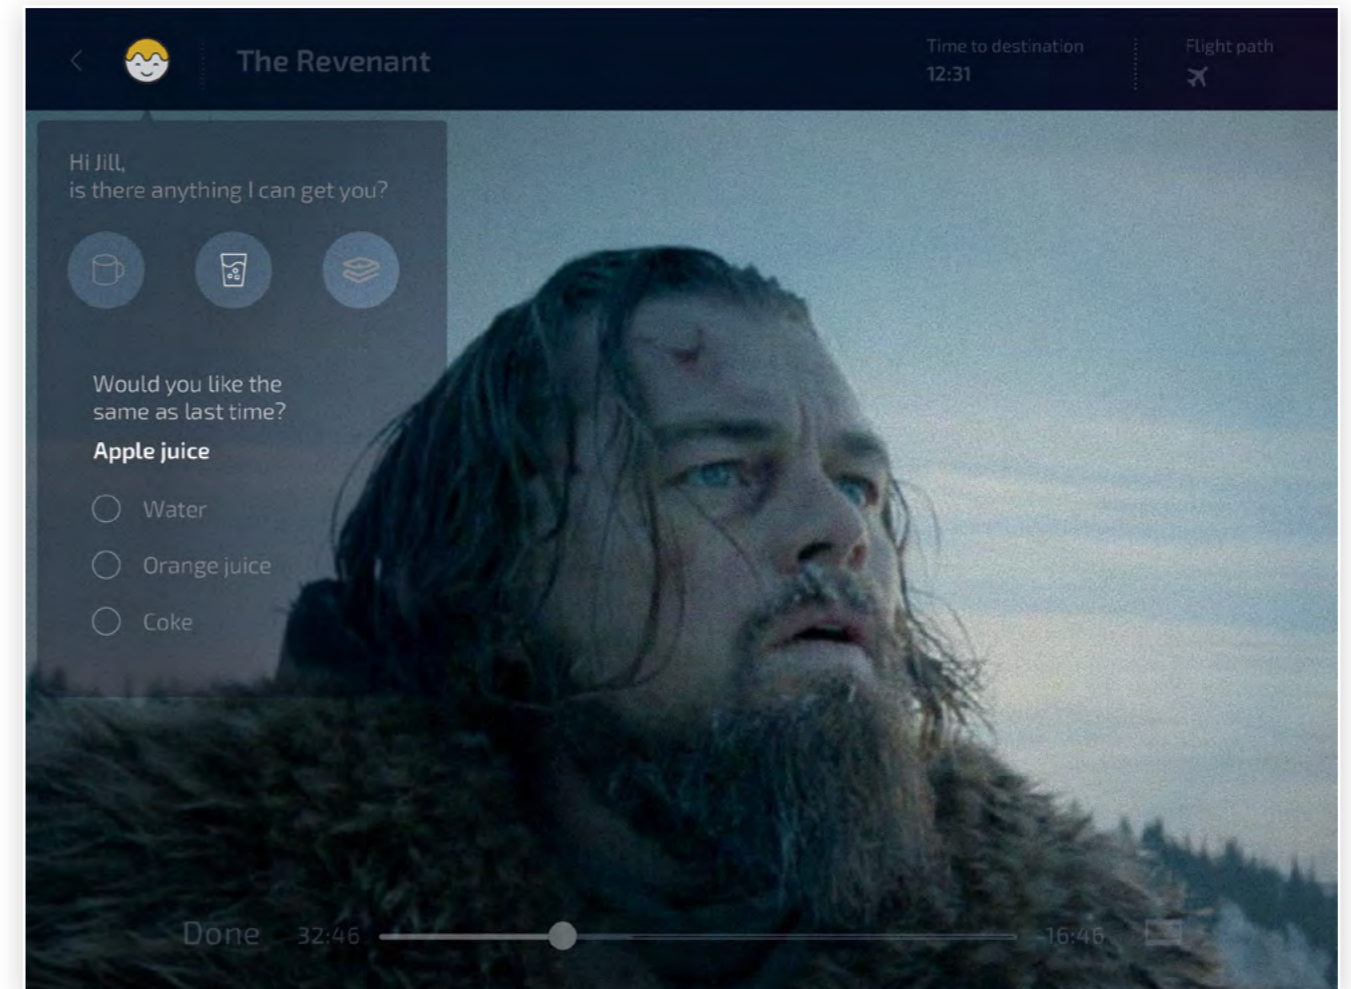 The Revenant
Time to destination
12:31
Flight path
Hi Jill,
is there anything I can get you?
Would you like the
same as last time?
Apple juice
Water
Orange juice
Coke
Done
32:46
-16:46